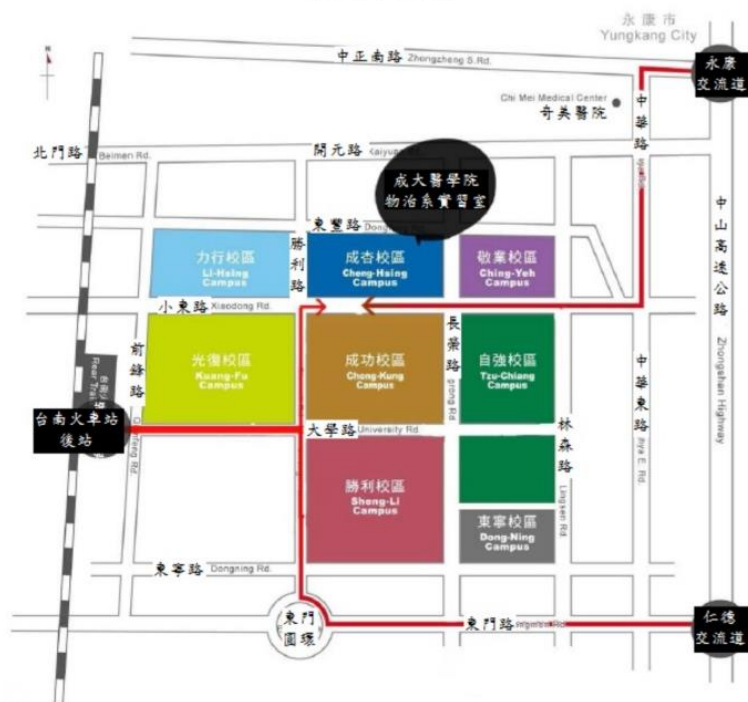 永康市
Yungkang City
中正南路 Zhongzheng S.Rd.
永康
交流道
Chi Mei Medical Center
奇美醫院
中華路
北門路 Beimen Rd.
開元路
成大醫學院
物治系實習室
東豐路
中山高速公路
Zhongshan Highway
力行校區
Li-Hsing
Campus
勝利路
成杏校區
Cheng-Hsing
Campus
敬業校區
Ching-Yeh
Campus
小東路 Xiaodong Rd.
前鋒路
光復校區
Kuang-Fu
Campus
成功校區
Cheng-Kung
Campus
長榮路
自強校區
Tzu-Chiang
Campus
中華東路
台南火車站
後站
大學路 University Rd.
林森路
Linsen Rd.
勝利校區
Sheng-Li
Campus
東寧校區
Dong-Ning
Campus
東寧路 Dongning Rd.
東門
圓環
東門路
仁德
交流道